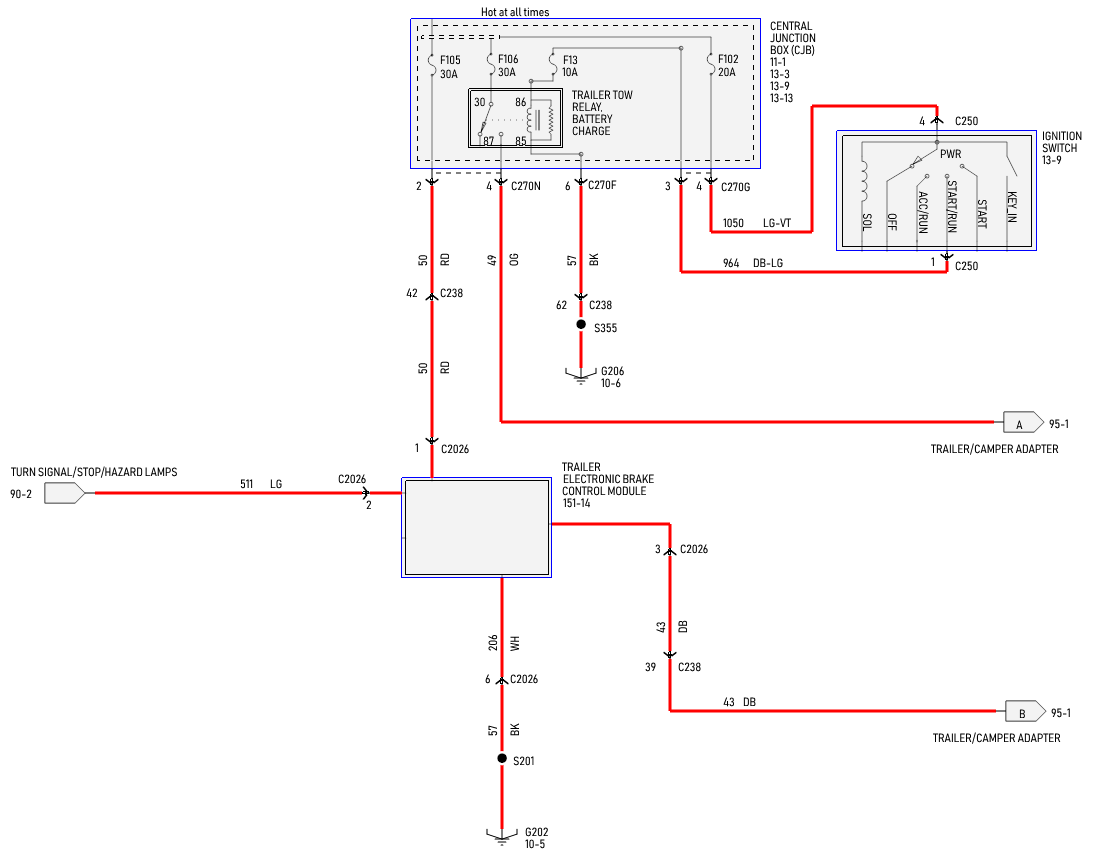 Hot at all times
CENTRAL
JUNCTION
BOX (CJB)
11-1
13-3
13-9
13-13
F105
30A
F106
30A
F13
10A
F102
20A
TRAILER TOW
RELAY,
BATTERY
CHARGE
30
86
87
85
2
4
C270N
6
C270F
3
4
C270G
4
C250
IGNITION
SWITCH
13-9
PWR
SOL
OFF
ACC/RUN
START/RUN
START
KEY_IN
1
C250
1050
LG-VT
964
DB-LG
50
RD
49
OG
57
BK
42
C238
62
C238
S355
50
RD
G206
10-6
A
95-1
TRAILER/CAMPER ADAPTER
1
C2026
TURN SIGNAL/STOP/HAZARD LAMPS
90-2
511
LG
C2026
2
TRAILER
ELECTRONIC BRAKE
CONTROL MODULE
151-14
3
C2026
43
DB
39
C238
43
DB
B
95-1
TRAILER/CAMPER ADAPTER
206
WH
6
C2026
57
BK
S201
G202
10-5